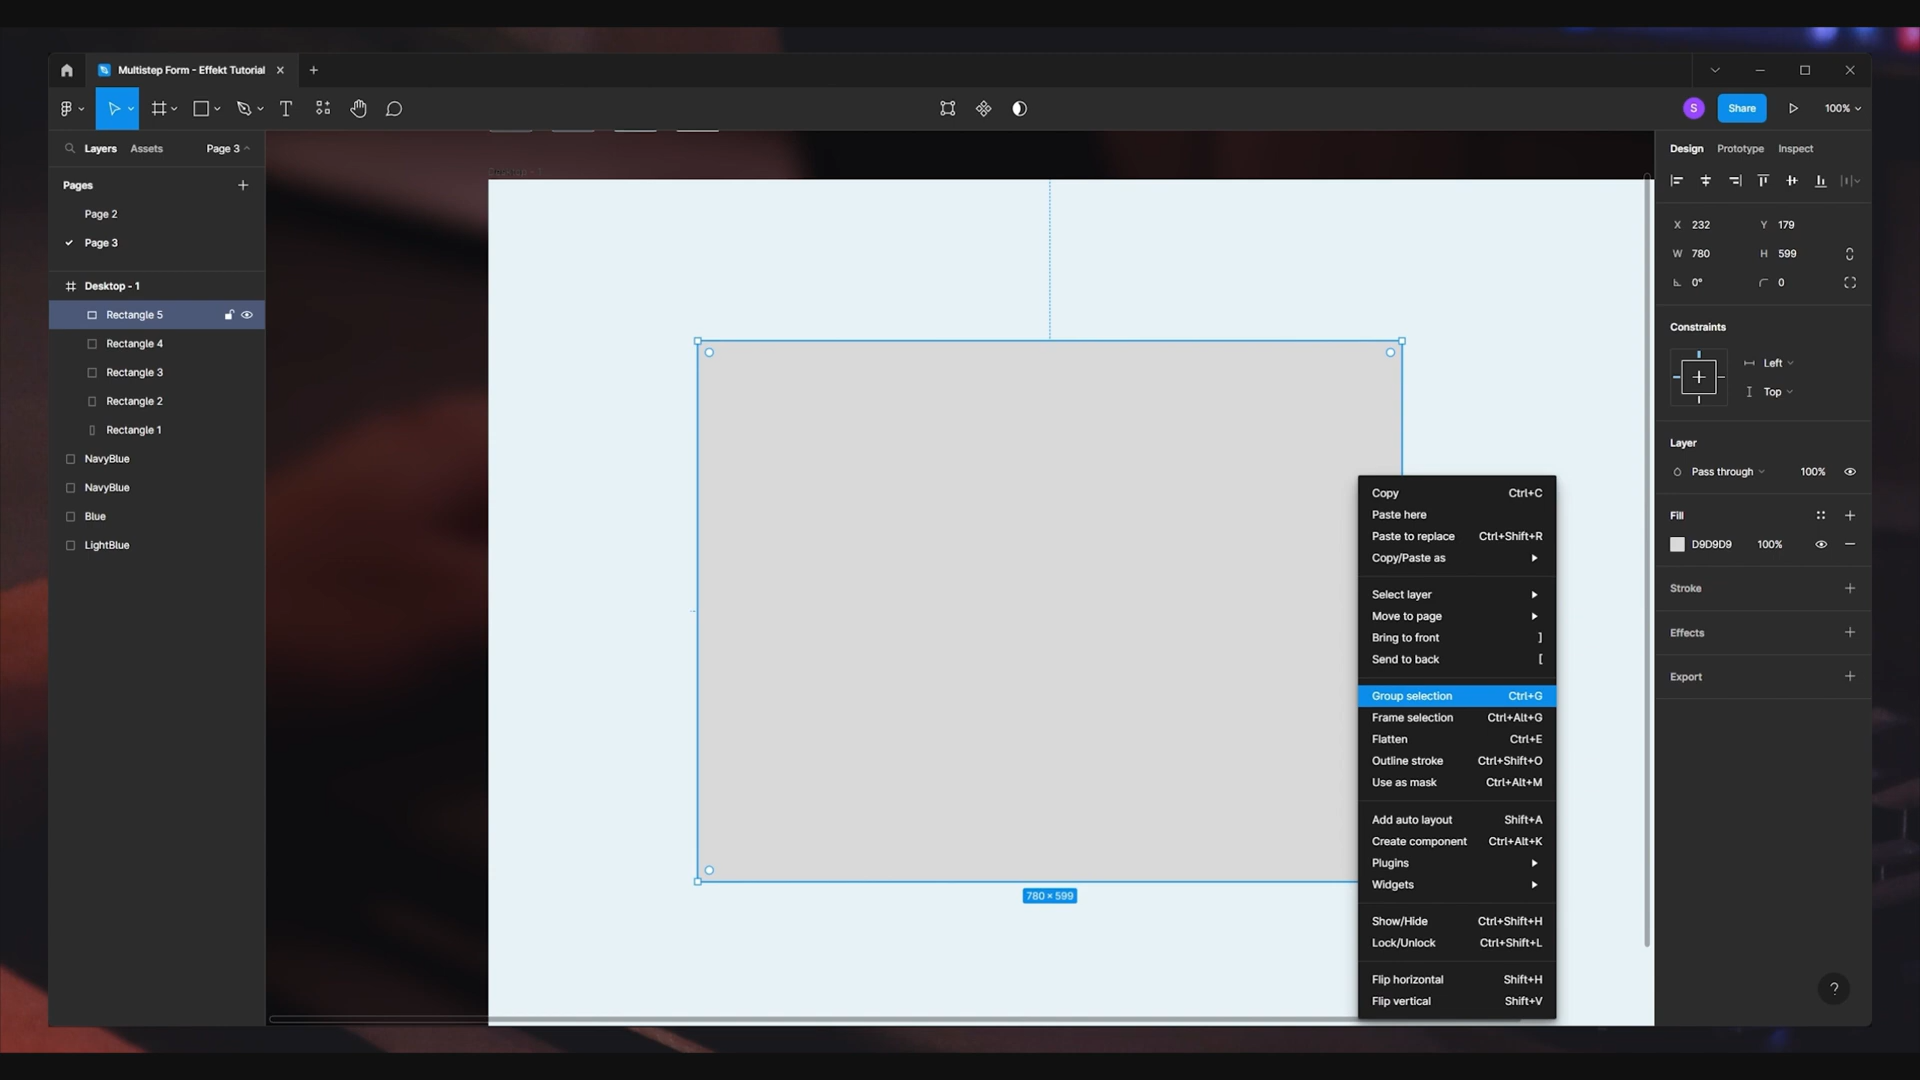 Multistep Form - Effekt Tutorial
S
Share
100%
Layers
Assets
Page 3
Pages
Page 2
Page 3
Desktop - 1
Rectangle 5
Rectangle 4
Rectangle 3
Rectangle 2
Rectangle 1
NavyBlue
NavyBlue
Blue
LightBlue
780 × 599
Copy Ctrl+C
Paste here
Paste to replace Ctrl+Shift+R
Copy/Paste as
Select layer
Move to page
Bring to front ]
Send to back [
Group selection Ctrl+G
Frame selection Ctrl+Alt+G
Flatten Ctrl+E
Outline stroke Ctrl+Shift+O
Use as mask Ctrl+Alt+M
Add auto layout Shift+A
Create component Ctrl+Alt+K
Plugins
Widgets
Show/Hide Ctrl+Shift+H
Lock/Unlock Ctrl+Shift+L
Flip horizontal Shift+H
Flip vertical Shift+V
Design
Prototype
Inspect
X 232 Y 179
W 780 H 599
0° 0
Constraints
Left
Top
Layer
Pass through 100%
Fill
D9D9D9 100%
Stroke
Effects
Export
?